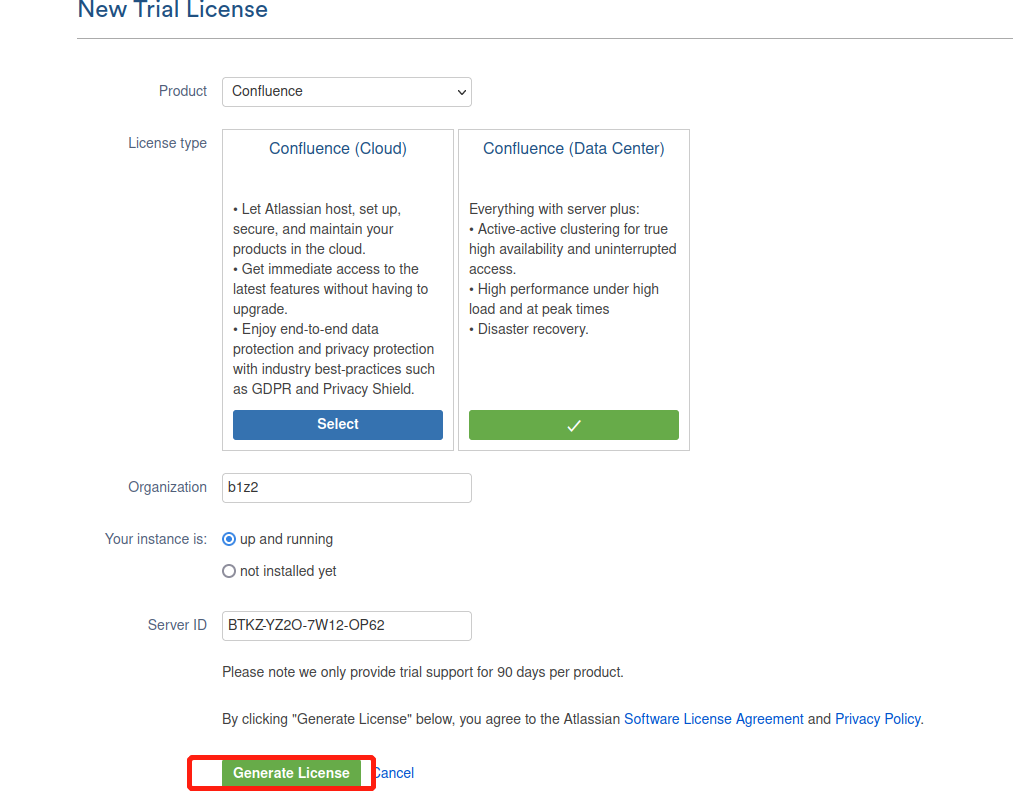 New Trial License
Product
Confluence
License type
Confluence (Cloud)
• Let Atlassian host, set up,
secure, and maintain your
products in the cloud.
• Get immediate access to the
latest features without having to
upgrade.
• Enjoy end-to-end data
protection and privacy protection
with industry best-practices such
as GDPR and Privacy Shield.
Select
Confluence (Data Center)
Everything with server plus:
• Active-active clustering for true
high availability and uninterrupted
access.
• High performance under high
load and at peak times
• Disaster recovery.
Organization
b1z2
Your instance is:
up and running
not installed yet
Server ID
BTKZ-YZ2O-7W12-OP62
Please note we only provide trial support for 90 days per product.
By clicking "Generate License" below, you agree to the Atlassian Software License Agreement and Privacy Policy.
Generate License
Cancel